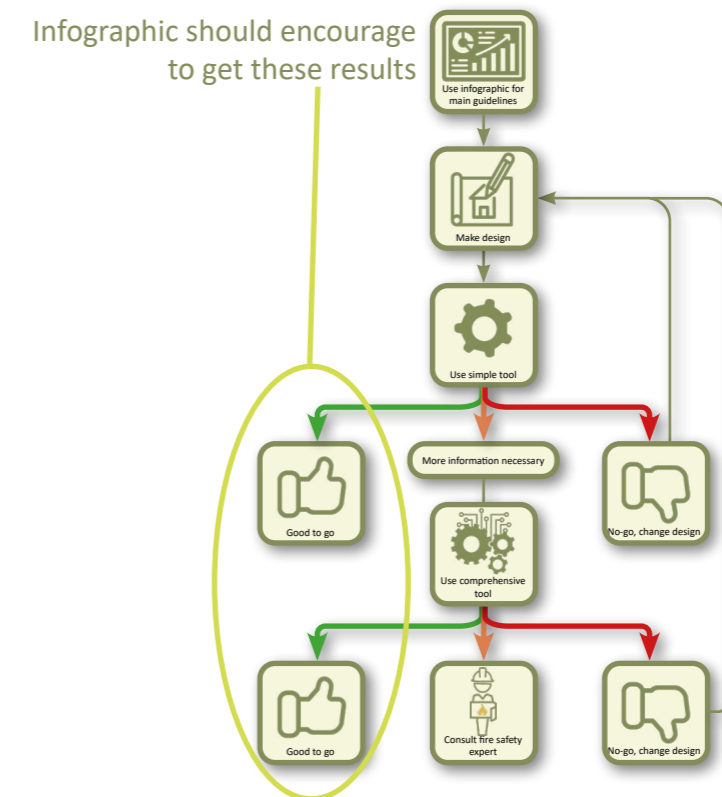 Infographic should encourage
to get these results
Use infographic for
main guidelines
Make design
Use simple tool
Good to go
More information necessary
No-go, change design
Use comprehensive
tool
Good to go
Consult fire safety
expert
No-go, change design